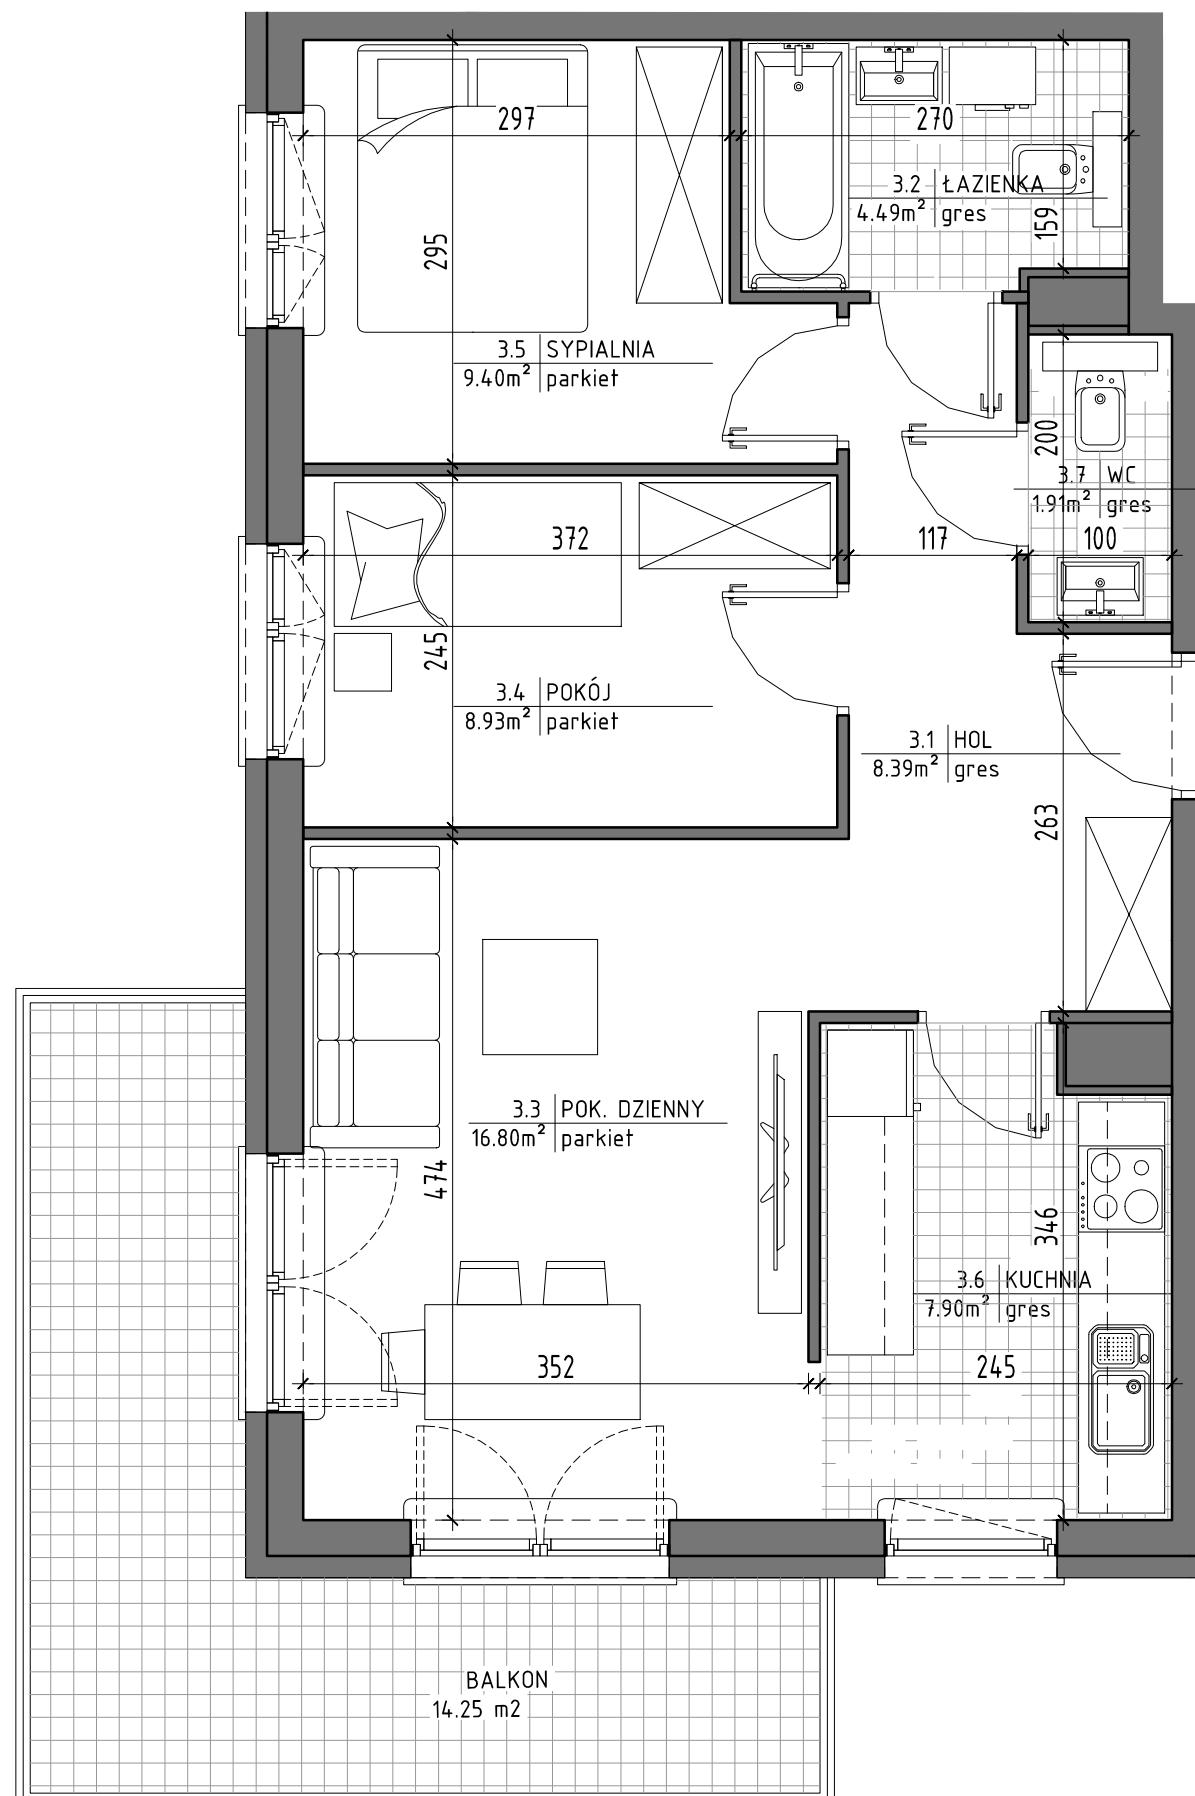 297
270
3.2 ŁAZIENKA
4.49m² gres
159
295
3.5 SYPIALNIA
9.40m² parkiet
200
3.7 WC
1.91m² gres
372
117
100
245
3.4 POKÓJ
8.93m² parkiet
3.1 HOL
8.39m² gres
263
3.3 POK. DZIENNY
16.80m² parkiet
474
346
3.6 KUCHNIA
7.90m² gres
352
245
BALKON
14.25 m2